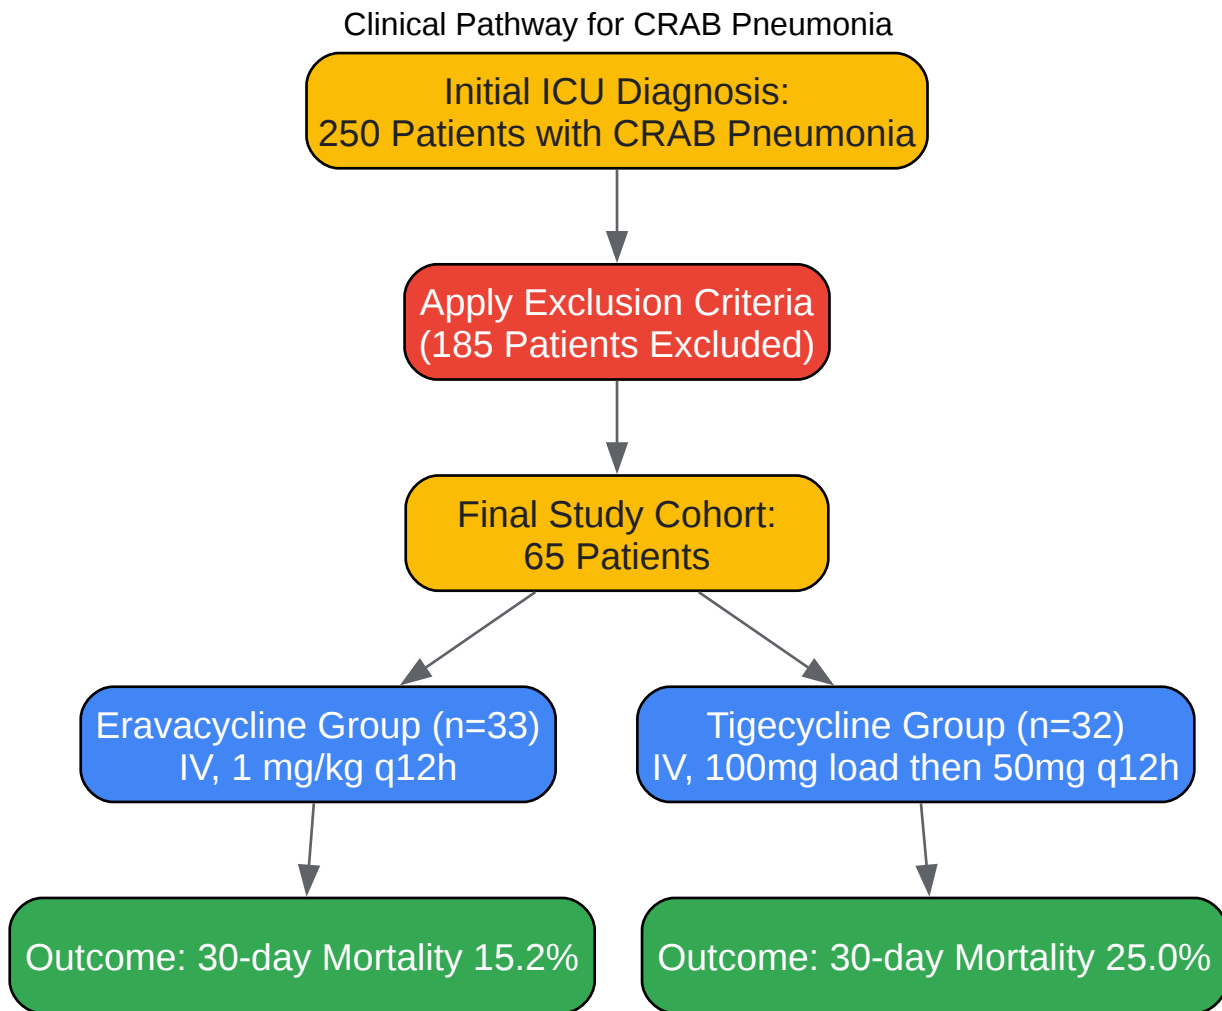 Clinical Pathway for CRAB Pneumonia
Initial ICU Diagnosis:
250 Patients with CRAB Pneumonia
Apply Exclusion Criteria
(185 Patients Excluded)
Final Study Cohort:
65 Patients
Eravacycline Group (n=33)
IV, 1 mg/kg q12h
Tigecycline Group (n=32)
IV, 100mg load then 50mg q12h
Outcome: 30-day Mortality 15.2%
Outcome: 30-day Mortality 25.0%